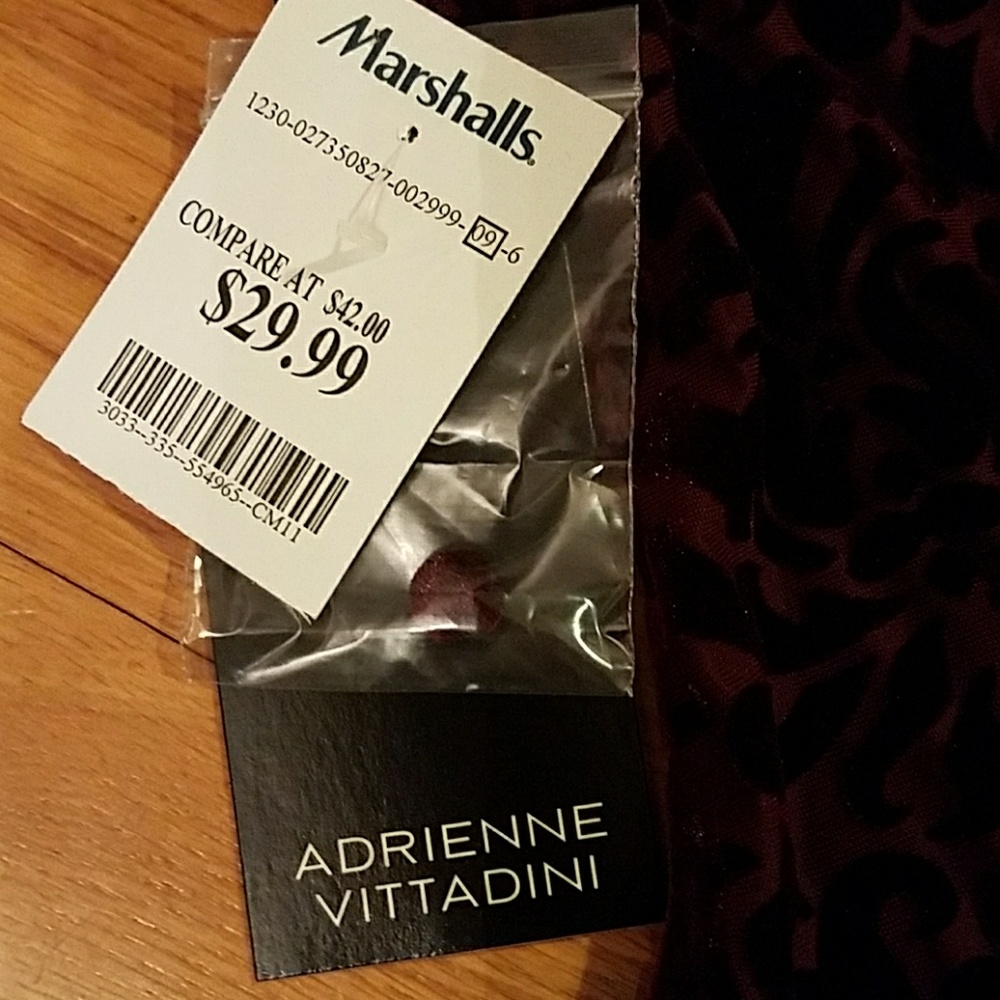 Marshalls.
1230-027350827-002999-09-6
COMPARE AT $42.00
$29.99
3033--335--554965--CM11
ADRIENNE
VITTADINI